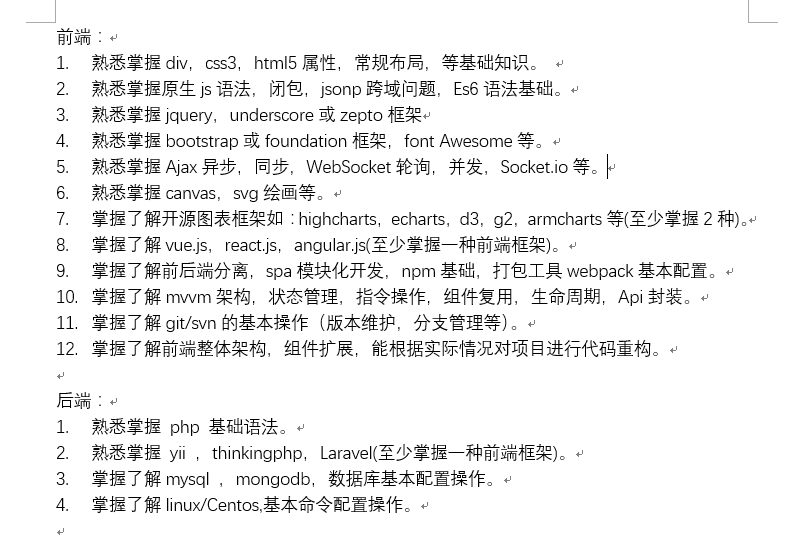 前端：
1. 熟悉掌握 div，css3，html5 属性，常规布局，等基础知识。
2. 熟悉掌握原生 js 语法，闭包，jsonp 跨域问题，Es6 语法基础。
3. 熟悉掌握 jquery，underscore 或 zepto 框架
4. 熟悉掌握 bootstrap 或 foundation 框架，font Awesome 等。
5. 熟悉掌握 Ajax 异步，同步，WebSocket 轮询，并发，Socket.io 等。
6. 熟悉掌握 canvas，svg 绘画等。
7. 掌握了解开源图表框架如：highcharts，echarts，d3，g2，armcharts 等(至少掌握 2 种)。
8. 掌握了解 vue.js，react.js，angular.js(至少掌握一种前端框架)。
9. 掌握了解前后端分离，spa 模块化开发，npm 基础，打包工具 webpack 基本配置。
10. 掌握了解 mvvm 架构，状态管理，指令操作，组件复用，生命周期，Api 封装。
11. 掌握了解 git/svn 的基本操作（版本维护，分支管理等）。
12. 掌握了解前端整体架构，组件扩展，能根据实际情况对项目进行代码重构。
后端：
1. 熟悉掌握 php 基础语法。
2. 熟悉掌握 yii ，thinkingphp，Laravel(至少掌握一种前端框架)。
3. 掌握了解 mysql ，mongodb，数据库基本配置操作。
4. 掌握了解 linux/Centos,基本命令配置操作。